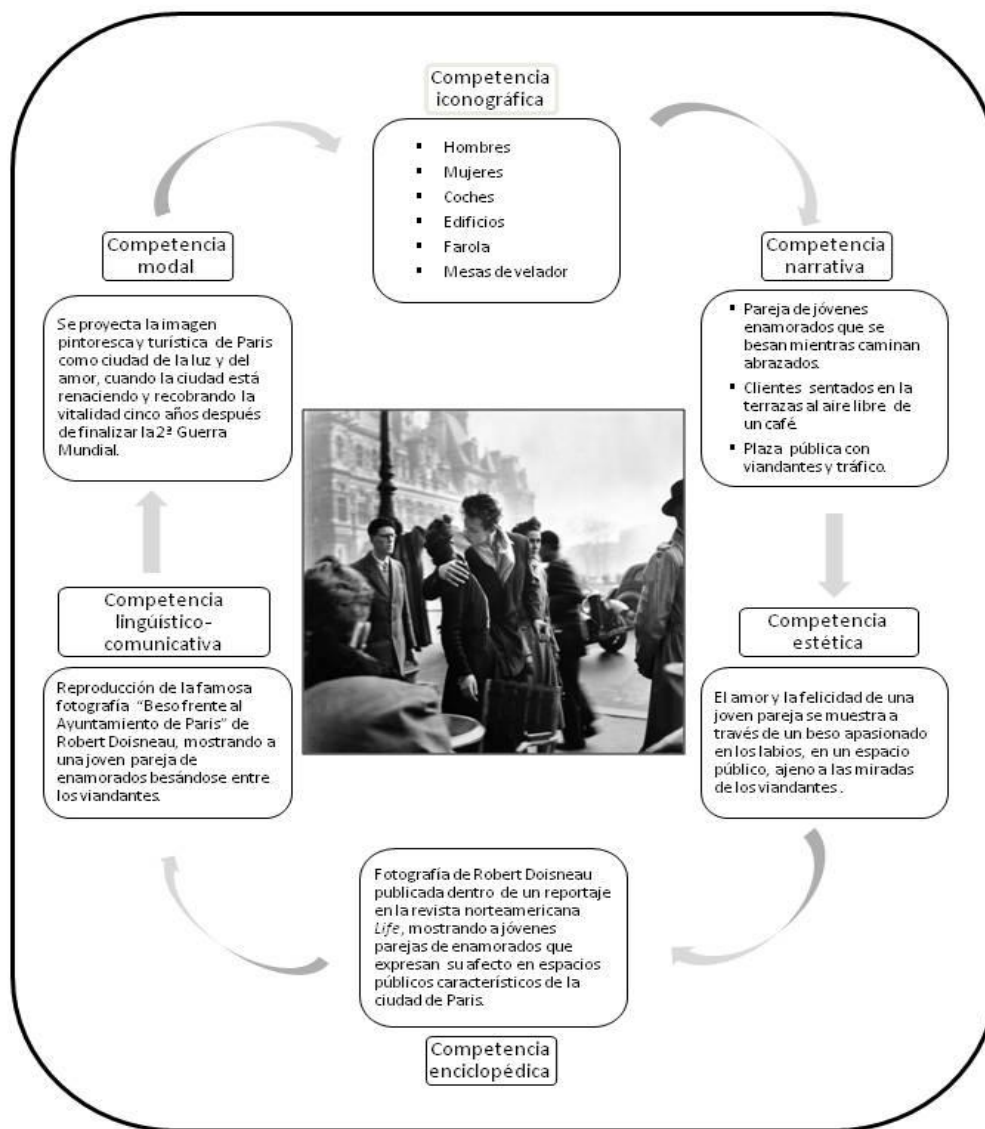 Competencia
iconográfica
▪ Hombres
▪ Mujeres
▪ Coches
▪ Edificios
▪ Farola
▪ Mesas de velador
Competencia
narrativa
▪ Pareja de jóvenes
enamorados que se
besan mientras caminan
abrazados.
▪ Clientes sentados en la
terrazas al aire libre de
un café.
▪ Plaza pública con
viandantes y tráfico.
Competencia
estética
El amor y la felicidad de una
joven pareja se muestra a
través de un beso apasionado
en los labios, en un espacio
público, ajeno a las miradas
de los viandantes .
Fotografía de Robert Doisneau
publicada dentro de un reportaje
en la revista norteamericana
Life, mostrando a jóvenes
parejas de enamorados que
expresan su afecto en espacios
públicos característicos de la
ciudad de Paris.
Competencia
enciclopédica
Competencia
lingüístico-
comunicativa
Reproducción de la famosa
fotografía “Beso frente al
Ayuntamiento de Paris” de
Robert Doisneau, mostrando a
una joven pareja de
enamorados besándose entre
los viandantes.
Competencia
modal
Se proyecta la imagen
pintoresca y turística de Paris
como ciudad de la luz y del
amor, cuando la ciudad está
renaciendo y recobrando la
vitalidad cinco años después
de finalizar la 2ª Guerra
Mundial.